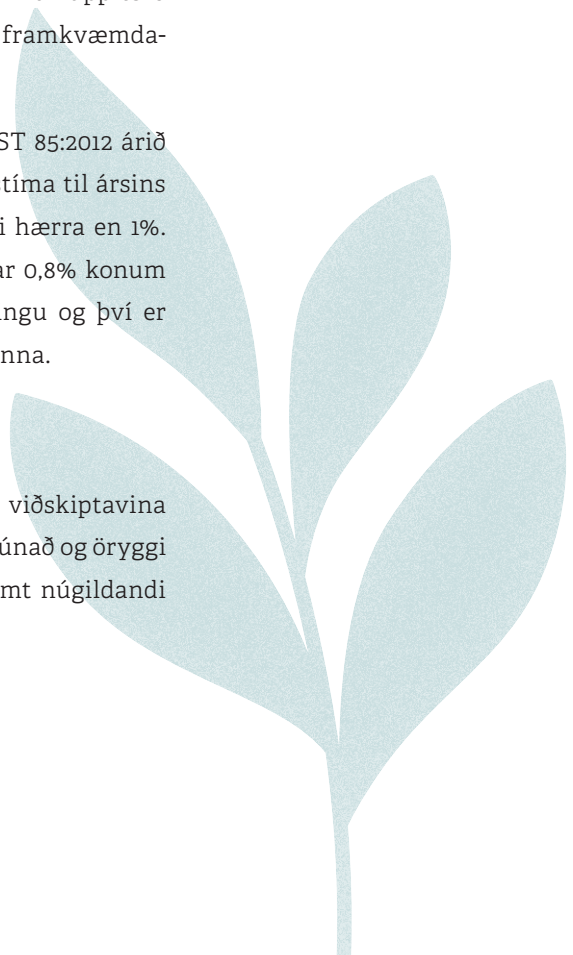 framkvæmda-
ST 85:2012 árið
tíma til ársins
i hærra en 1%.
ar 0,8% konum
ngu og því er
nna.
viðskiptavina
únað og öryggi
mt núgildandi